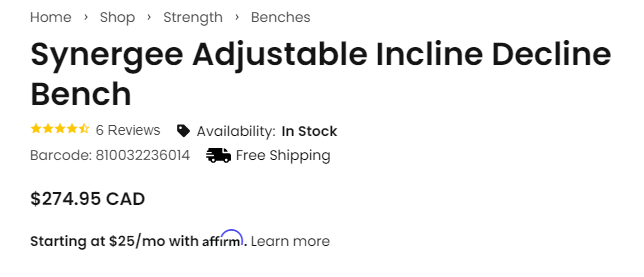 Home › Shop › Strength › Benches
Synergee Adjustable Incline Decline
Bench
6 Reviews Availability: In Stock
Barcode: 810032236014 Free Shipping
$274.95 CAD
Starting at $25/mo with affirm. Learn more